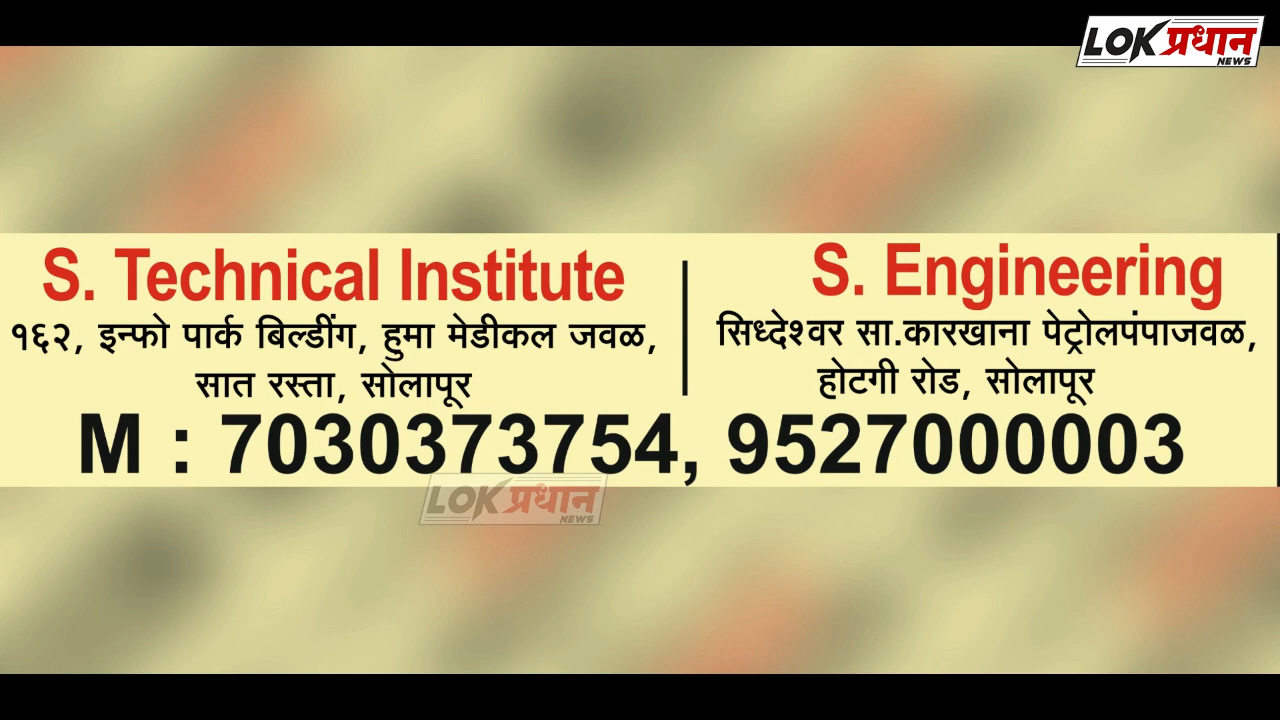 LOK प्रधान
NEWS
S. Technical Institute
१६२, इन्फो पार्क बिल्डींग, हुमा मेडीकल जवळ,
सात रस्ता, सोलापूर
S. Engineering
सिध्देश्वर सा.कारखाना पेट्रोलपंपाजवळ,
होटगी रोड, सोलापूर
M : 7030373754, 9527000003
LOK प्रधान
NEWS